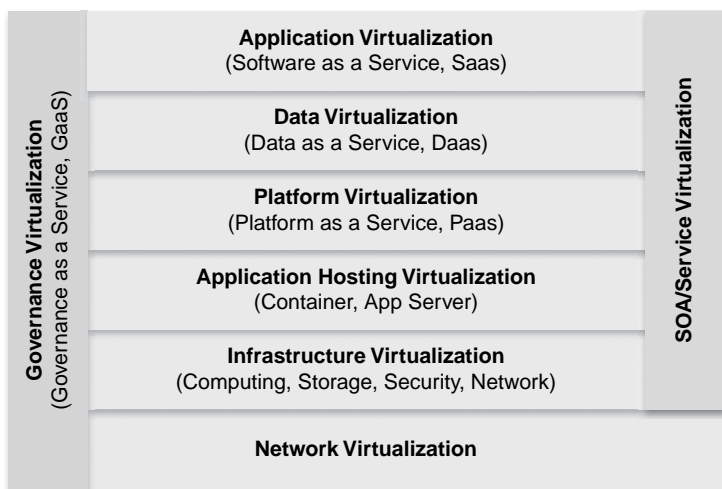 Governance Virtualization
(Governance as a Service, GaaS)
Application Virtualization
(Software as a Service, Saas)
Data Virtualization
(Data as a Service, Daas)
Platform Virtualization
(Platform as a Service, Paas)
Application Hosting Virtualization
(Container, App Server)
Infrastructure Virtualization
(Computing, Storage, Security, Network)
Network Virtualization
SOA/Service Virtualization